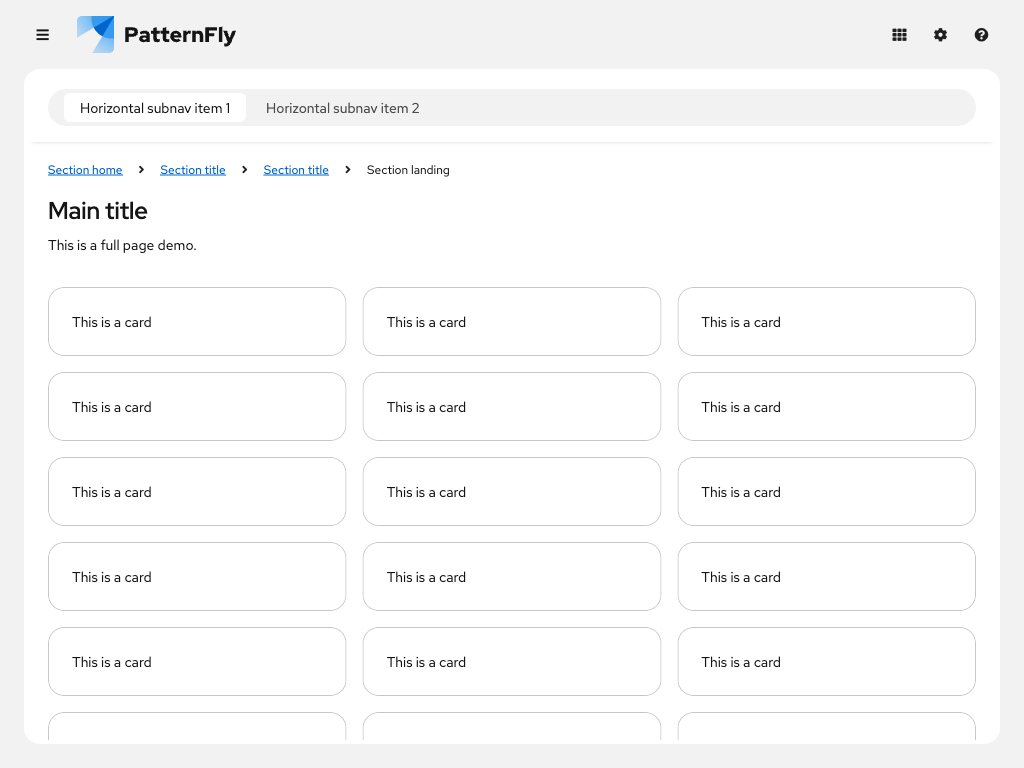 PatternFly
Horizontal subnav item 1 Horizontal subnav item 2
Section home Section title Section title Section landing
Main title
This is a full page demo.
This is a card This is a card This is a card
This is a card This is a card This is a card
This is a card This is a card This is a card
This is a card This is a card This is a card
This is a card This is a card This is a card